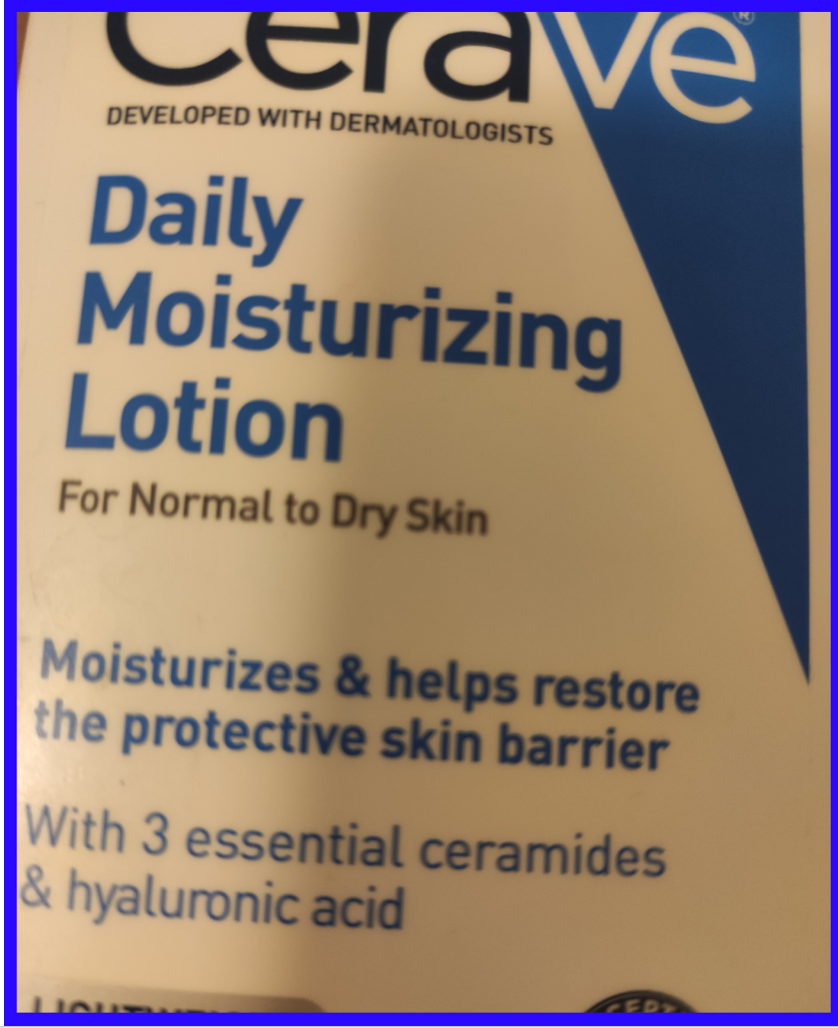 CeraVe®
DEVELOPED WITH DERMATOLOGISTS
Daily
Moisturizing
Lotion
For Normal to Dry Skin
Moisturizes & helps restore
the protective skin barrier
With 3 essential ceramides
& hyaluronic acid